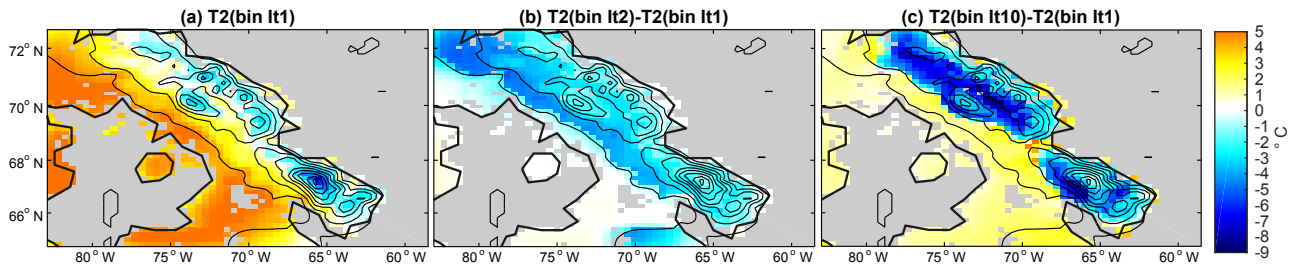 (a) T2(bin It1) (b) T2(bin It2)-T2(bin It1) (c) T2(bin It10)-T2(bin It1)
72° N 5
4
3
70° N 2
1
0
-1
68° N -2
-3
-4
-5
66° N -6
-7
-8
-9
° C
80° W 75° W 70° W 65° W 60° W 80° W 75° W 70° W 65° W 60° W 80° W 75° W 70° W 65° W 60° W